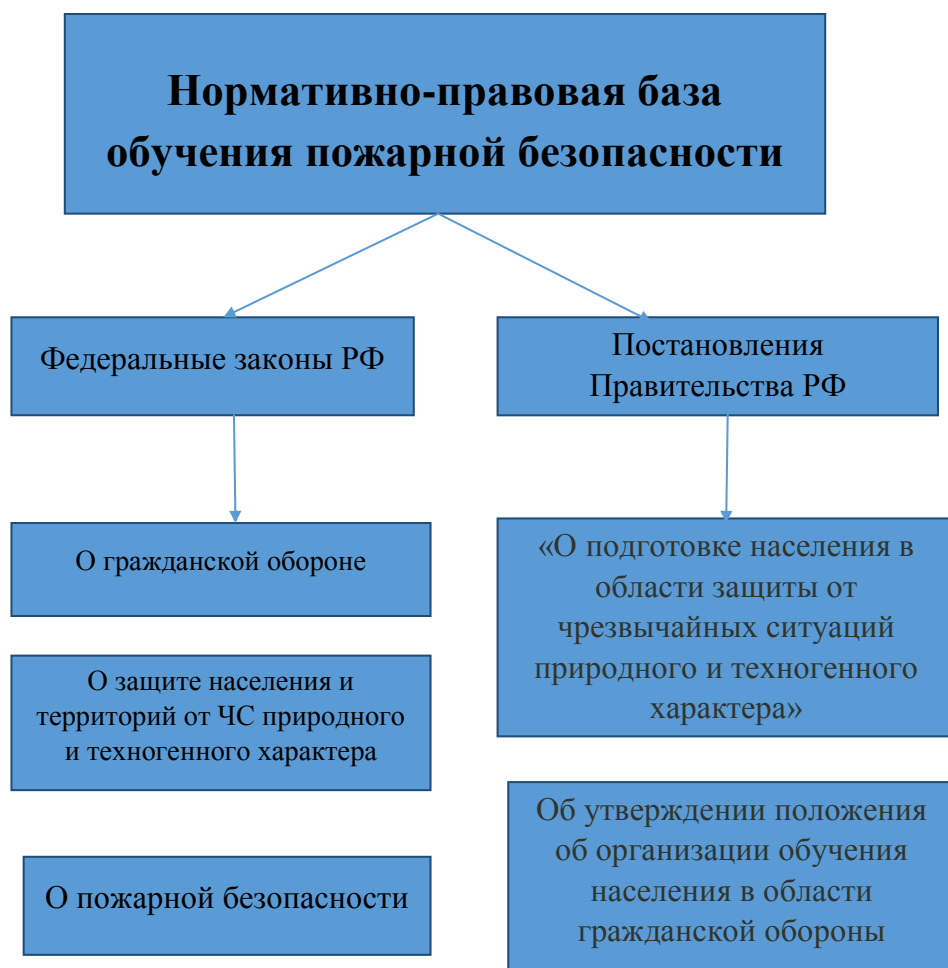 Нормативно-правовая база
обучения пожарной безопасности
Федеральные законы РФ
Постановления
Правительства РФ
О гражданской обороне
О защите населения и
территорий от ЧС природного
и техногенного характера
О пожарной безопасности
«О подготовке населения в
области защиты от
чрезвычайных ситуаций
природного и техногенного
характера»
Об утверждении положения
об организации обучения
населения в области
гражданской обороны